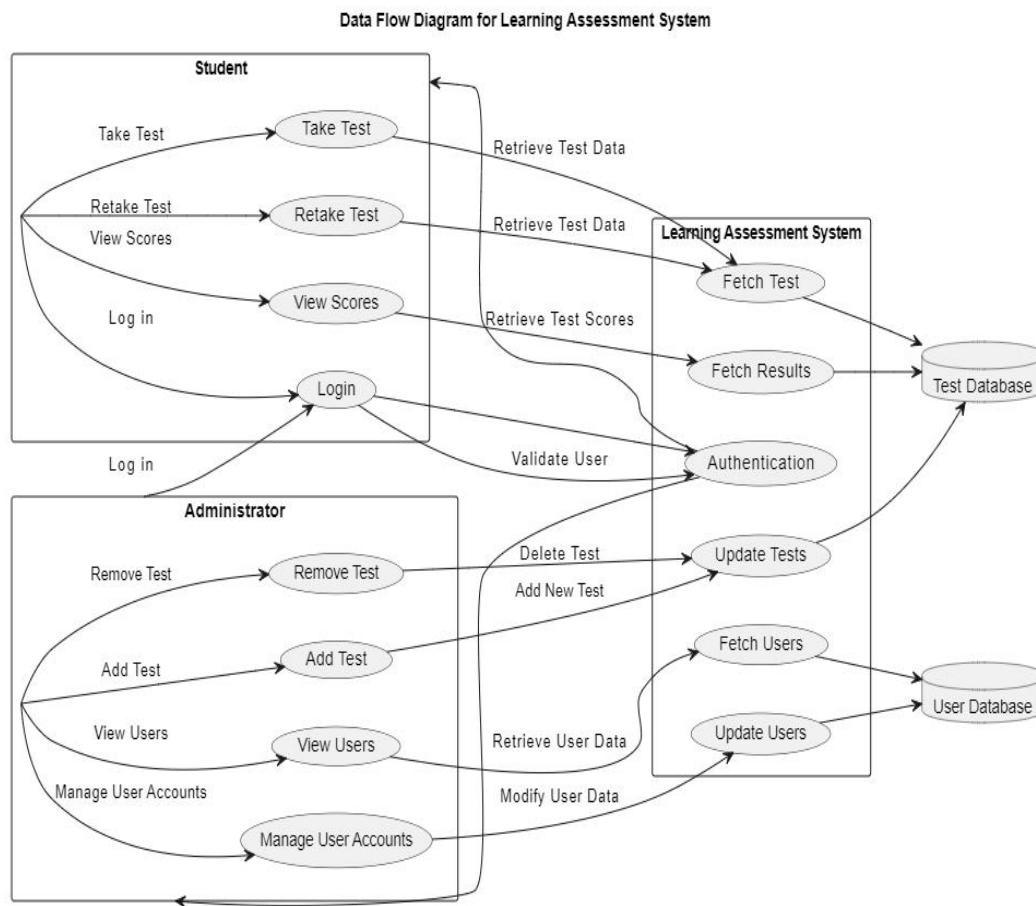 Data Flow Diagram for Learning Assessment System
Student
Take Test
Take Test
Retrieve Test Data
Retake Test
Retake Test
Retrieve Test Data
View Scores
View Scores
Retrieve Test Scores
Log in
Login
Validate User
Log in
Learning Assessment System
Fetch Test
Fetch Results
Authentication
Update Tests
Fetch Users
Update Users
Test Database
User Database
Administrator
Remove Test
Remove Test
Delete Test
Add New Test
Add Test
Add Test
View Users
View Users
Retrieve User Data
Manage User Accounts
Manage User Accounts
Modify User Data